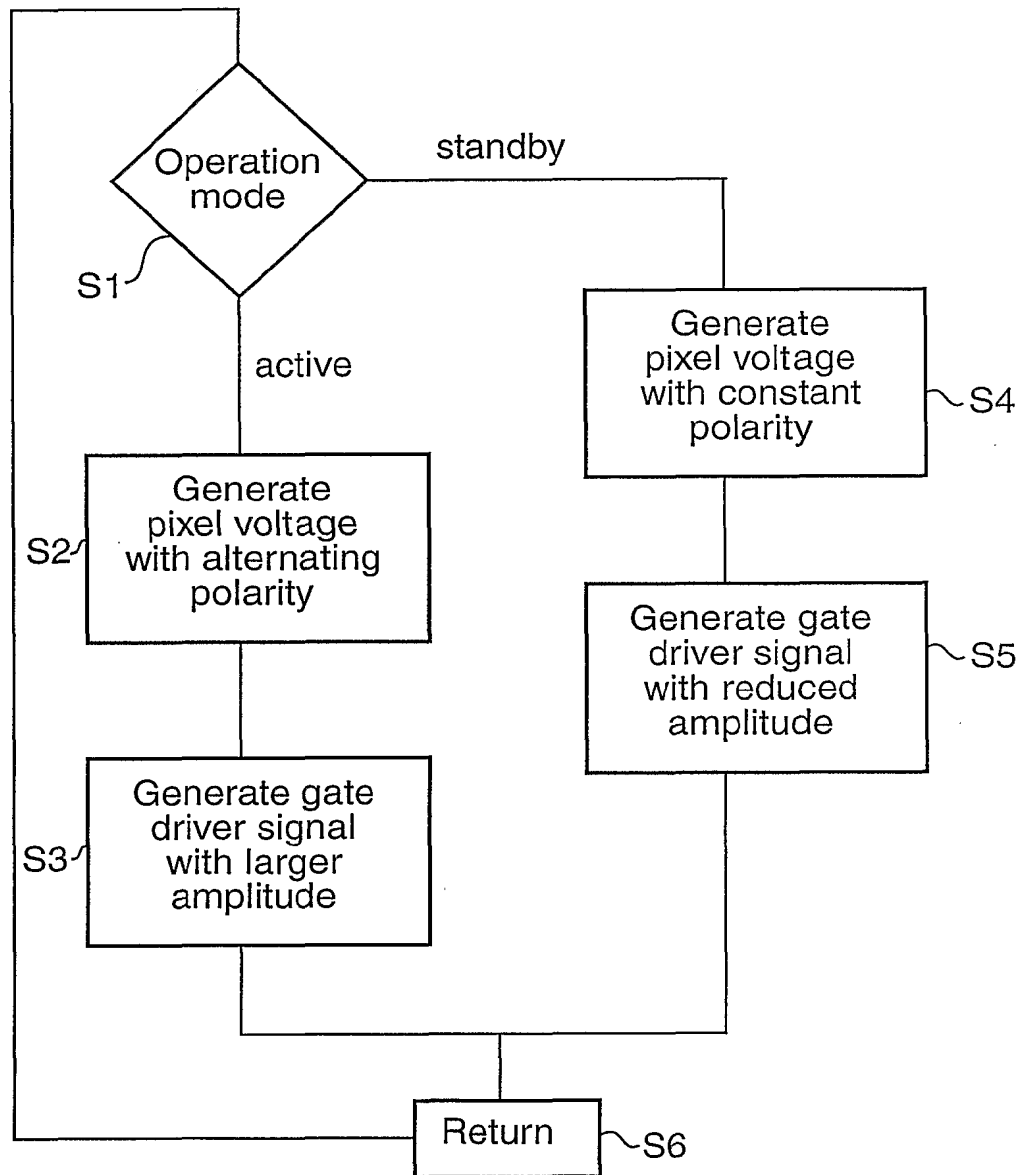 Operation
mode
standby
S1
active
Generate
pixel voltage
with constant
polarity
S4
Generate
pixel voltage
with alternating
polarity
S2
Generate gate
driver signal
with reduced
amplitude
S5
Generate gate
driver signal
with larger
amplitude
S3
Return
S6